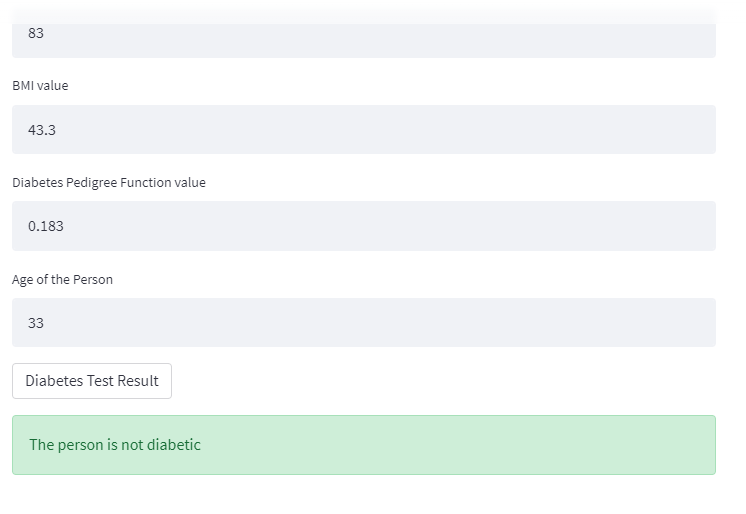 83
BMI value
43.3
Diabetes Pedigree Function value
0.183
Age of the Person
33
Diabetes Test Result
The person is not diabetic